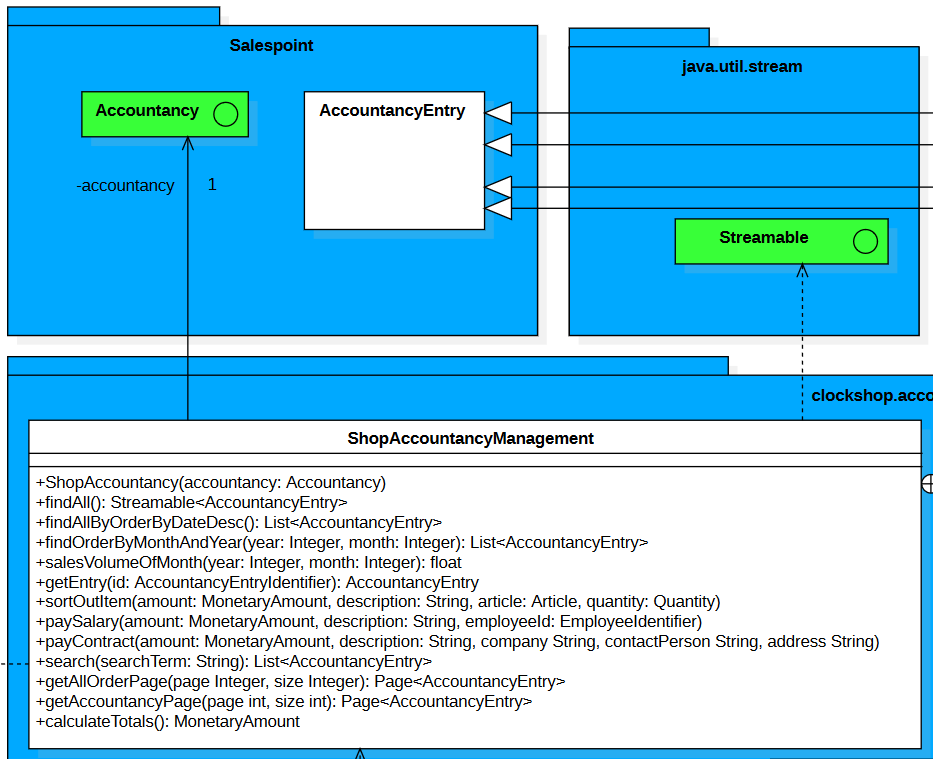 Salespoint
java.util.stream
Accountancy
AccountancyEntry
-accountancy
1
Streamable
clockshop.acco
ShopAccountancyManagement
+ShopAccountancy(accountancy: Accountancy)
+findAll(): Streamable<AccountancyEntry>
+findAllByOrderByDateDesc(): List<AccountancyEntry>
+findOrderByMonthAndYear(year: Integer, month: Integer): List<AccountancyEntry>
+salesVolumeOfMonth(year: Integer, month: Integer): float
+getEntry(id: AccountancyEntryIdentifier): AccountancyEntry
+sortOutItem(amount: MonetaryAmount, description: String, article: Article, quantity: Quantity)
+paySalary(amount: MonetaryAmount, description: String, employeeId: EmployeeIdentifier)
+payContract(amount: MonetaryAmount, description: String, company String, contactPerson String, address String)
+search(searchTerm: String): List<AccountancyEntry>
+getAllOrderPage(page Integer, size Integer): Page<AccountancyEntry>
+getAccountancyPage(page int, size int): Page<AccountancyEntry>
+calculateTotals(): MonetaryAmount